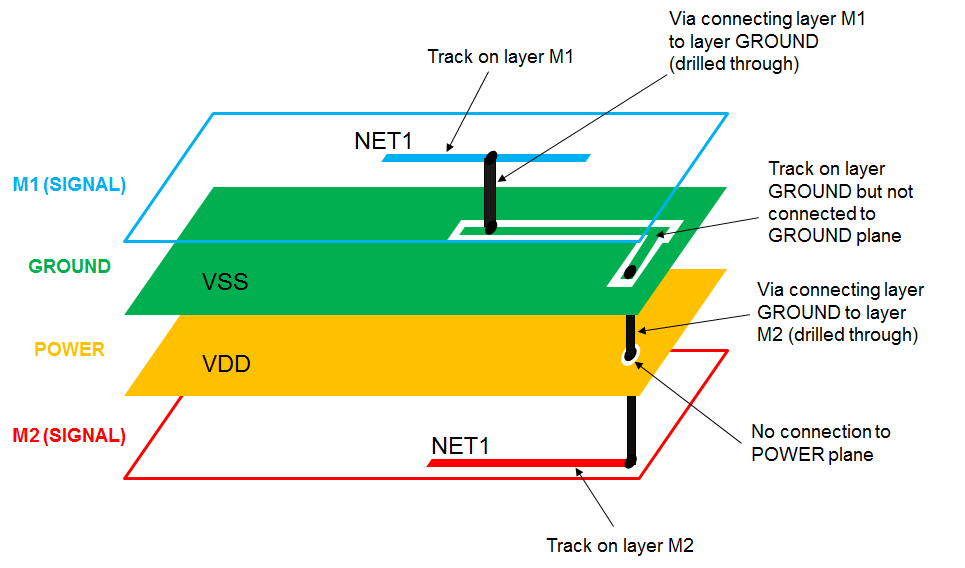 Via connecting layer M1
to layer GROUND
(drilled through)
Track on layer M1
NET1
M1 (SIGNAL)
Track on layer
GROUND but not
connected to
GROUND plane
GROUND
VSS
Via connecting layer
GROUND to layer
M2 (drilled through)
POWER
VDD
M2 (SIGNAL)
NET1
No connection to
POWER plane
Track on layer M2